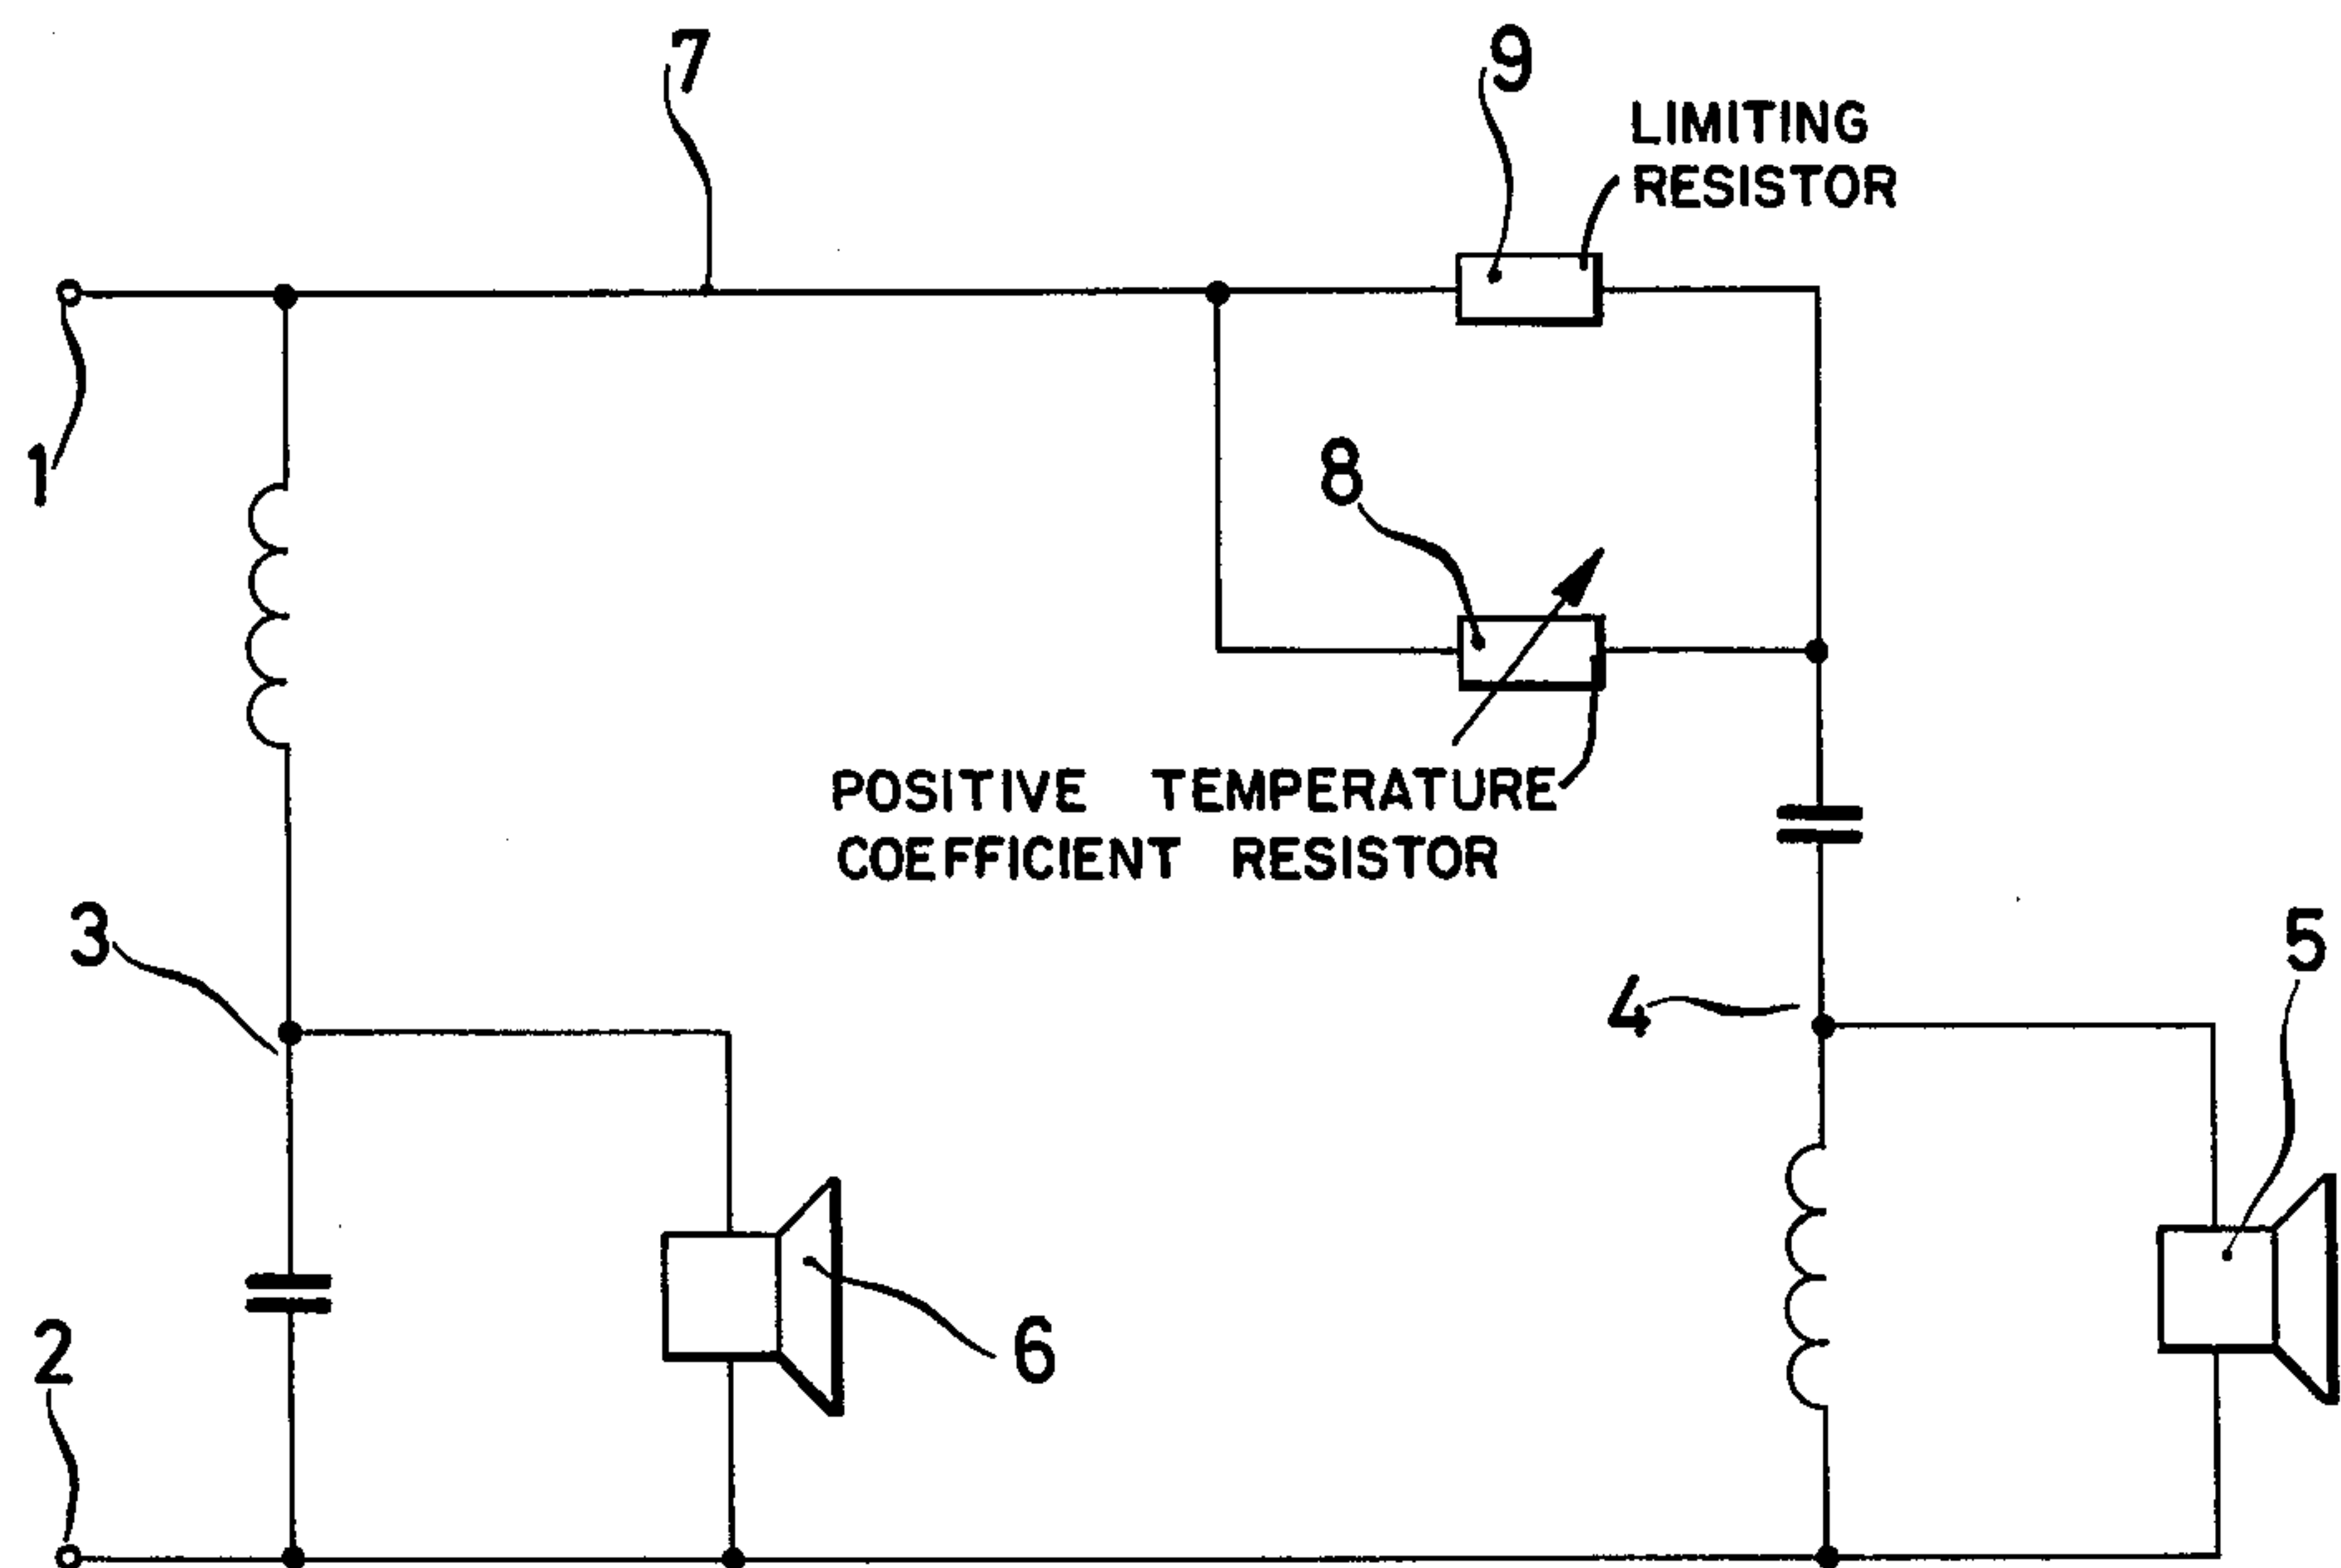 7
9
LIMITING
RESISTOR
1
8
POSITIVE TEMPERATURE
COEFFICIENT RESISTOR
3
4
5
2
6